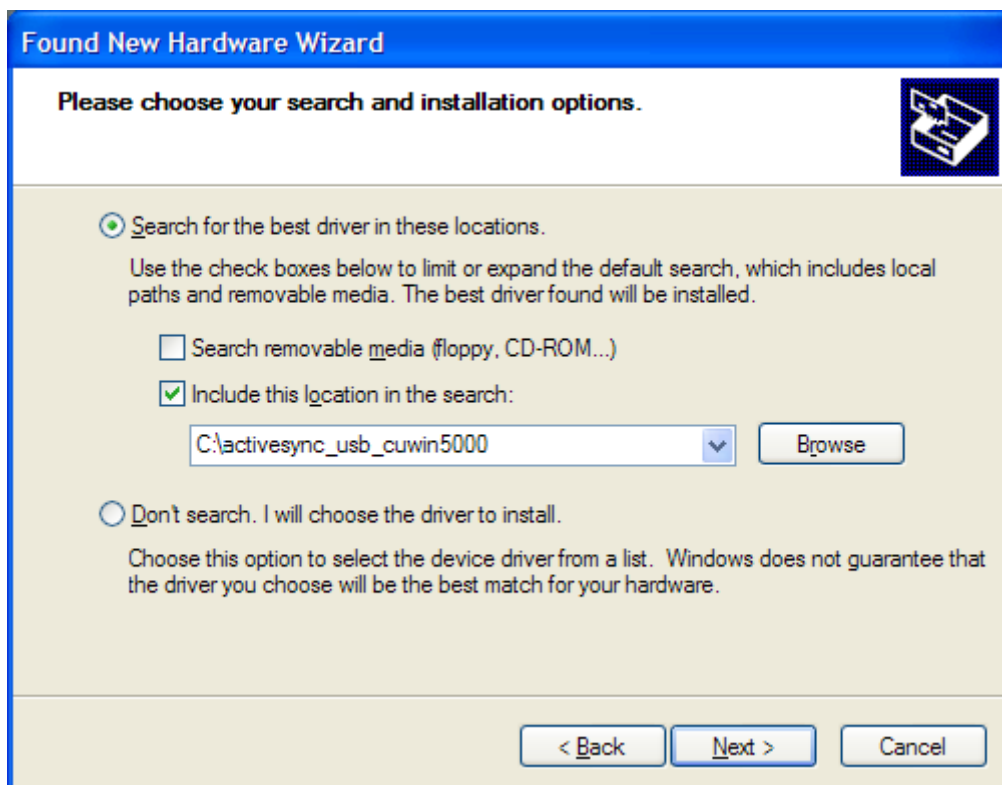 Found New Hardware Wizard
Please choose your search and installation options.
Search for the best driver in these locations.
Use the check boxes below to limit or expand the default search, which includes local
paths and removable media. The best driver found will be installed.
Search removable media (floppy, CD-ROM...)
Include this location in the search:
C:\activesync_usb_cuwin5000
Browse
Don't search. I will choose the driver to install.
Choose this option to select the device driver from a list. Windows does not guarantee that
the driver you choose will be the best match for your hardware.
< Back Next > Cancel